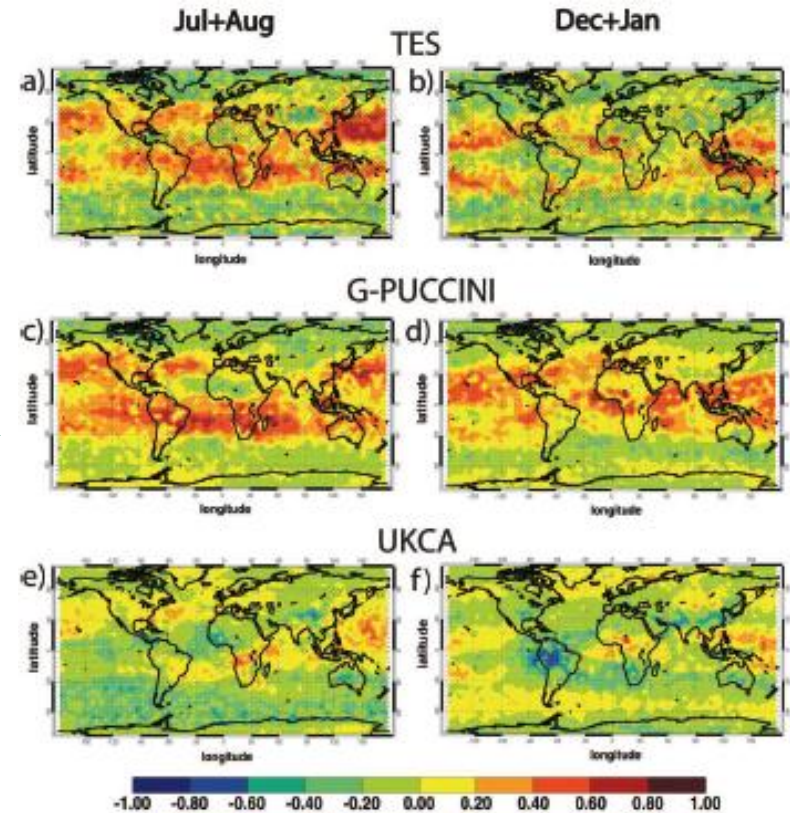 Jul+Aug Dec+Jan
TES
a) b)
latitude latitude
longitude longitude
G-PUCCINI
c) d)
latitude latitude
longitude longitude
UKCA
e) f)
latitude latitude
longitude longitude
-1.00 -0.80 -0.60 -0.40 -0.20 0.00 0.20 0.40 0.60 0.80 1.00